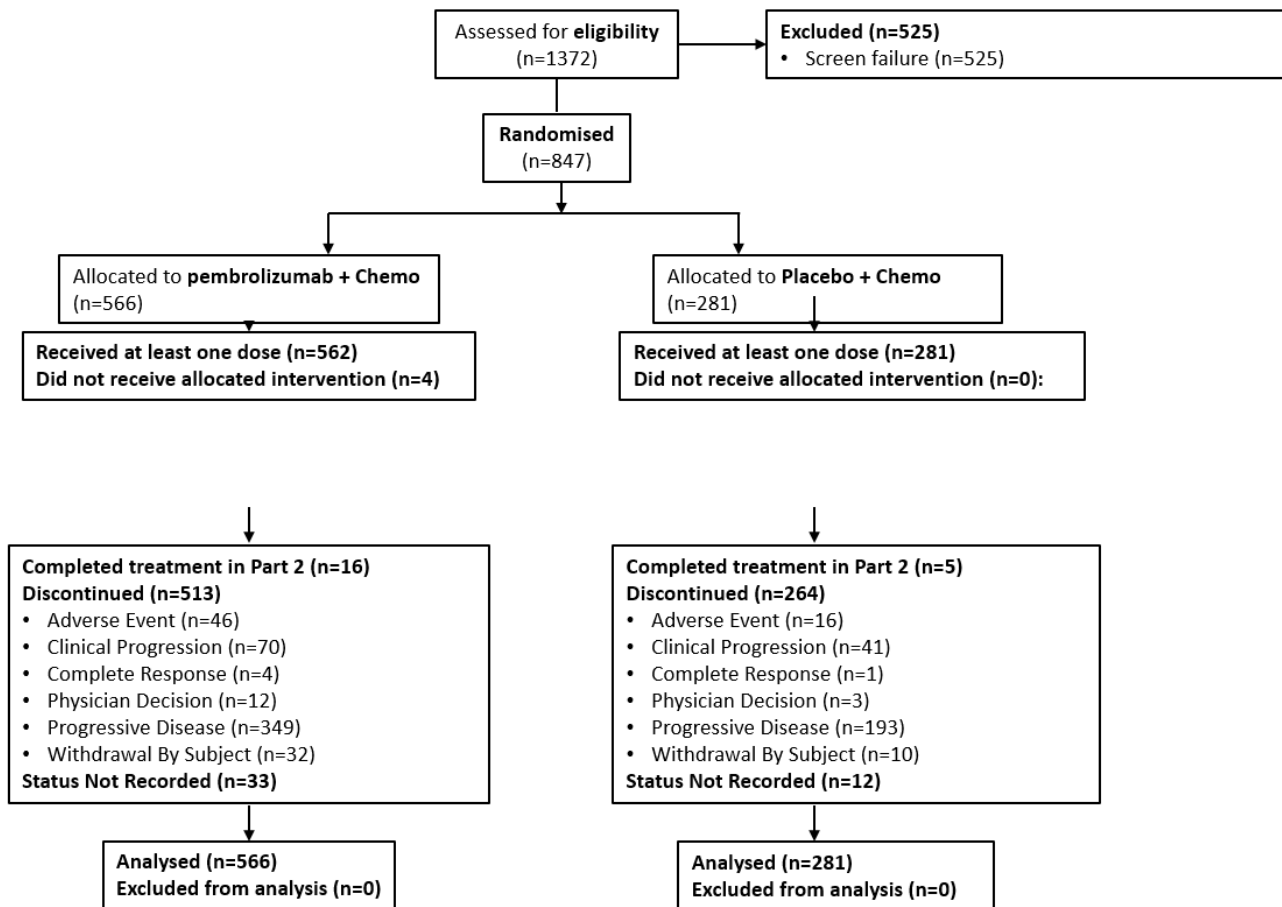 Assessed for eligibility
(n=1372)
Excluded (n=525)
• Screen failure (n=525)
Randomised
(n=847)
Allocated to pembrolizumab + Chemo
(n=566)
Allocated to Placebo + Chemo
(n=281)
Received at least one dose (n=562)
Did not receive allocated intervention (n=4)
Received at least one dose (n=281)
Did not receive allocated intervention (n=0):
Completed treatment in Part 2 (n=16)
Discontinued (n=513)
• Adverse Event (n=46)
• Clinical Progression (n=70)
• Complete Response (n=4)
• Physician Decision (n=12)
• Progressive Disease (n=349)
• Withdrawal By Subject (n=32)
Status Not Recorded (n=33)
Completed treatment in Part 2 (n=5)
Discontinued (n=264)
• Adverse Event (n=16)
• Clinical Progression (n=41)
• Complete Response (n=1)
• Physician Decision (n=3)
• Progressive Disease (n=193)
• Withdrawal By Subject (n=10)
Status Not Recorded (n=12)
Analysed (n=566)
Excluded from analysis (n=0)
Analysed (n=281)
Excluded from analysis (n=0)